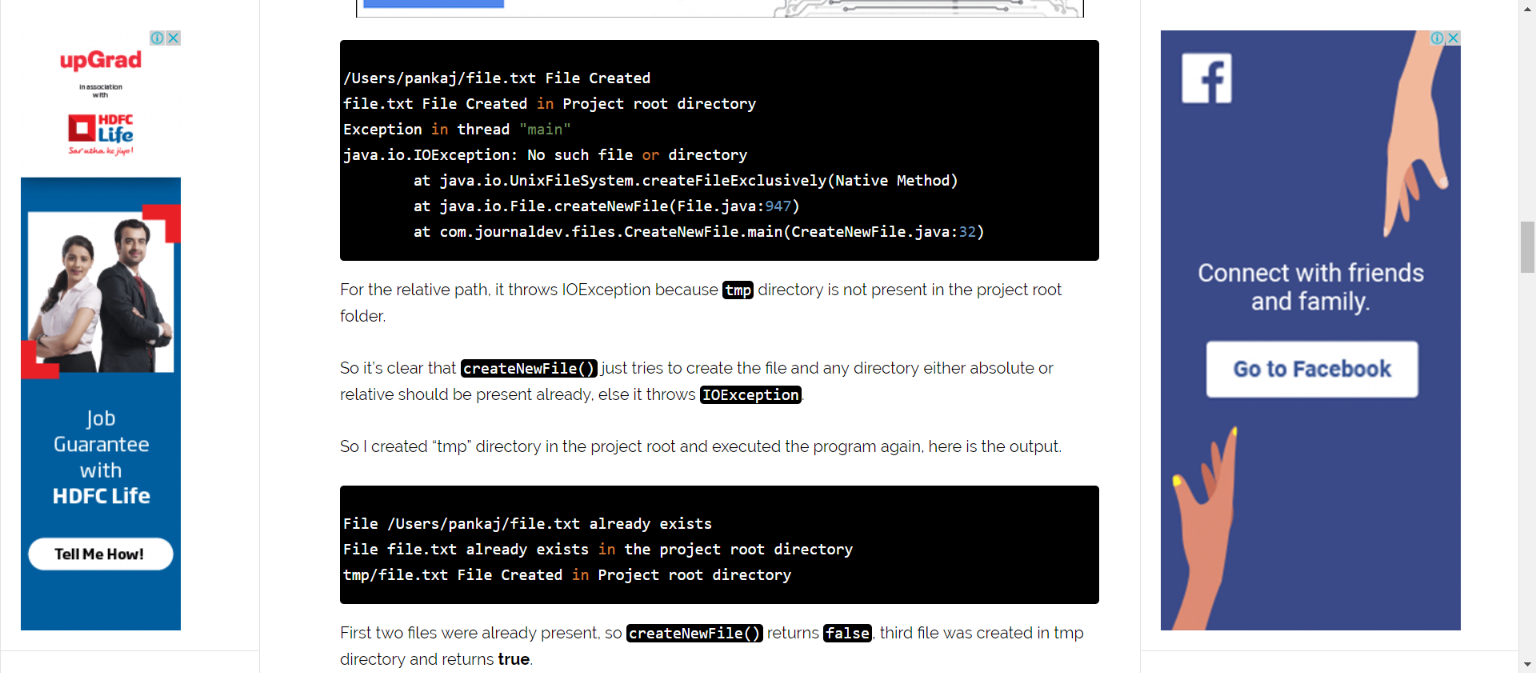 upGrad
in association
with
HDFC
Life
Sar utha ke jiyo!
Job
Guarantee
with
HDFC Life
Tell Me How!
/Users/pankaj/file.txt File Created
file.txt File Created in Project root directory
Exception in thread "main"
java.io.IOException: No such file or directory
at java.io.UnixFileSystem.createFileExclusively(Native Method)
at java.io.File.createNewFile(File.java:947)
at com.journaldev.files.CreateNewFile.main(CreateNewFile.java:32)
For the relative path, it throws IOException because tmp directory is not present in the project root
folder.
So it's clear that createNewFile() just tries to create the file and any directory either absolute or
relative should be present already, else it throws IOException.
So I created “tmp” directory in the project root and executed the program again, here is the output.
File /Users/pankaj/file.txt already exists
File file.txt already exists in the project root directory
tmp/file.txt File Created in Project root directory
First two files were already present, so createNewFile() returns false, third file was created in tmp
directory and returns true.
f
Connect with friends
and family.
Go to Facebook